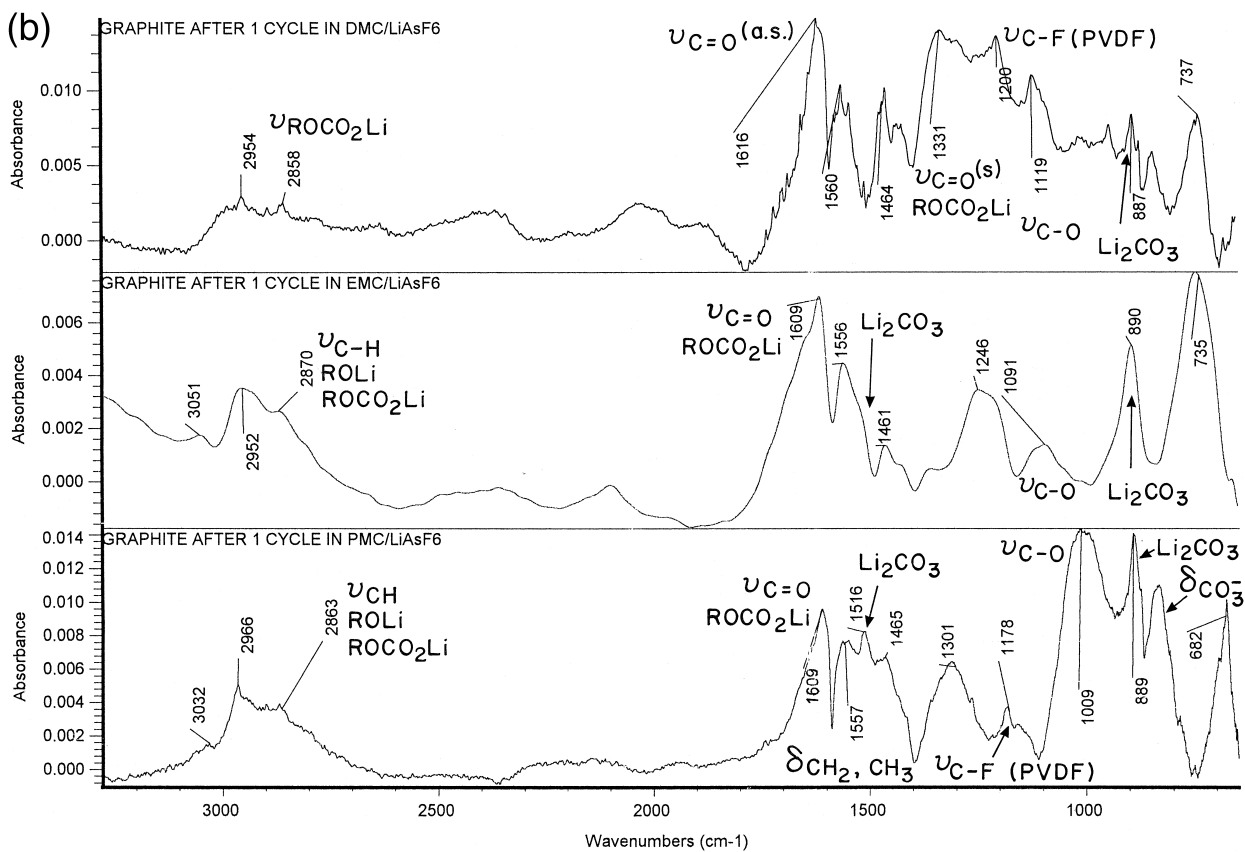 (b)
GRAPHITE AFTER 1 CYCLE IN DMC/LiAsF6
Absorbance
0.010
0.005
0.000
2954
2858
υROCO2Li
υC=O (a.s.)
1616
1560
1464
1331
υC=O (s)
ROCO2Li
υC-F (PVDF)
1200
1119
υC-O
887
Li2CO3
737
GRAPHITE AFTER 1 CYCLE IN EMC/LiAsF6
Absorbance
0.006
0.004
0.002
0.000
3051
2952
2870
υC-H
ROLi
ROCO2Li
υC=O
ROCO2Li
1609
1556
Li2CO3
1461
1246
1091
υC-O
890
Li2CO3
735
GRAPHITE AFTER 1 CYCLE IN PMC/LiAsF6
Absorbance
0.014
0.012
0.010
0.008
0.006
0.004
0.002
0.000
3032
2966
2863
υCH
ROLi
ROCO2Li
υC=O
ROCO2Li
1609
1557
1516
Li2CO3
1465
δCH2, CH3
1301
1178
υC-F (PVDF)
υC-O
1009
889
Li2CO3
δCO3-
682
3000
2500
2000
1500
1000
Wavenumbers (cm-1)